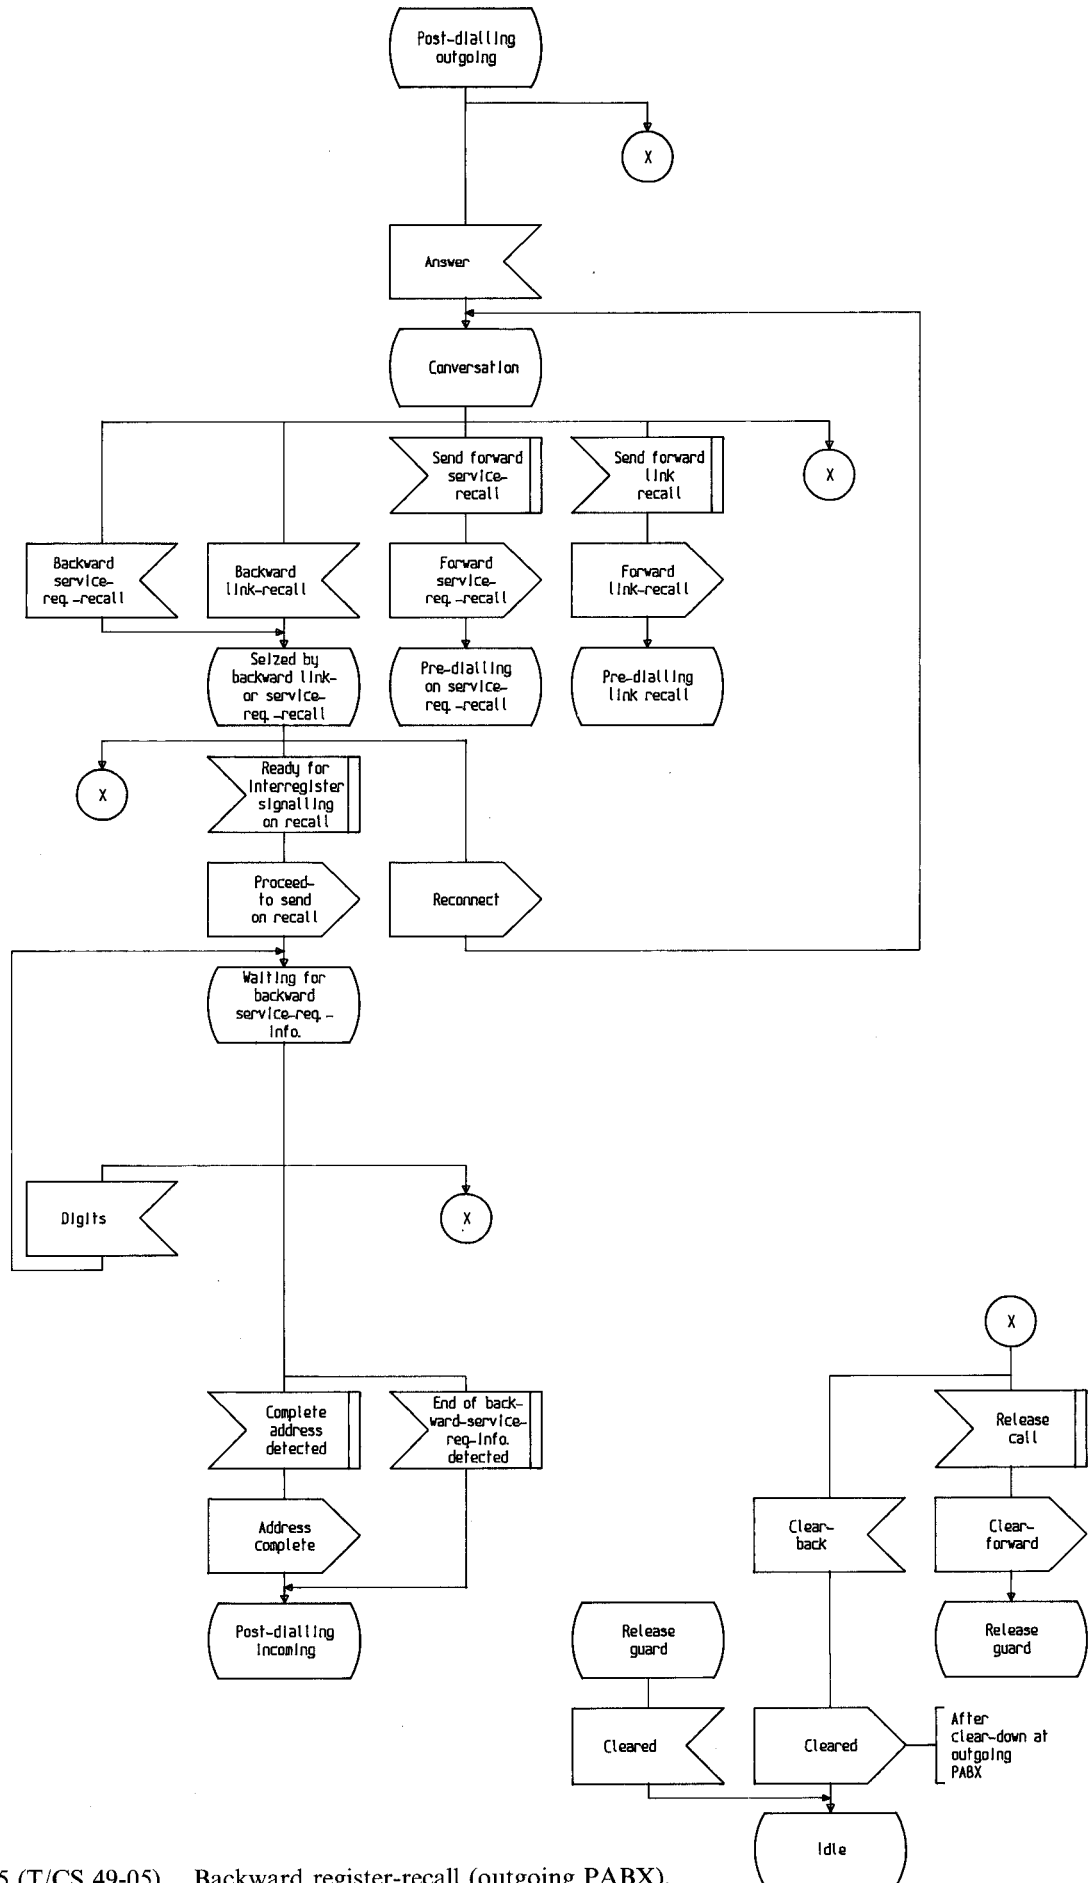 Post-dialling
outgoing
X
Answer
Conversation
Send forward
service-
recall
Send forward
link
recall
X
Backward
service-
req.-recall
Backward
link-recall
Forward
service-
req.-recall
Forward
link-recall
Seized by
backward link-
or service-
req.-recall
Pre-dialling
on service-
req.-recall
Pre-dialling
link recall
X
Ready for
interregister
signalling
on recall
Proceed-
to send
on recall
Reconnect
Waiting for
backward
service-req.-
info.
Digits
X
X
Complete
address
detected
End of back-
ward-service-
req-info.
detected
Release
call
Address
complete
Clear-
back
Clear-
forward
Post-dialling
incoming
Release
guard
Release
guard
Cleared
Cleared
After
clear-down at
outgoing
PABX
Idle
5 (T/CS 49-05). Backward register-recall (outgoing PABX).